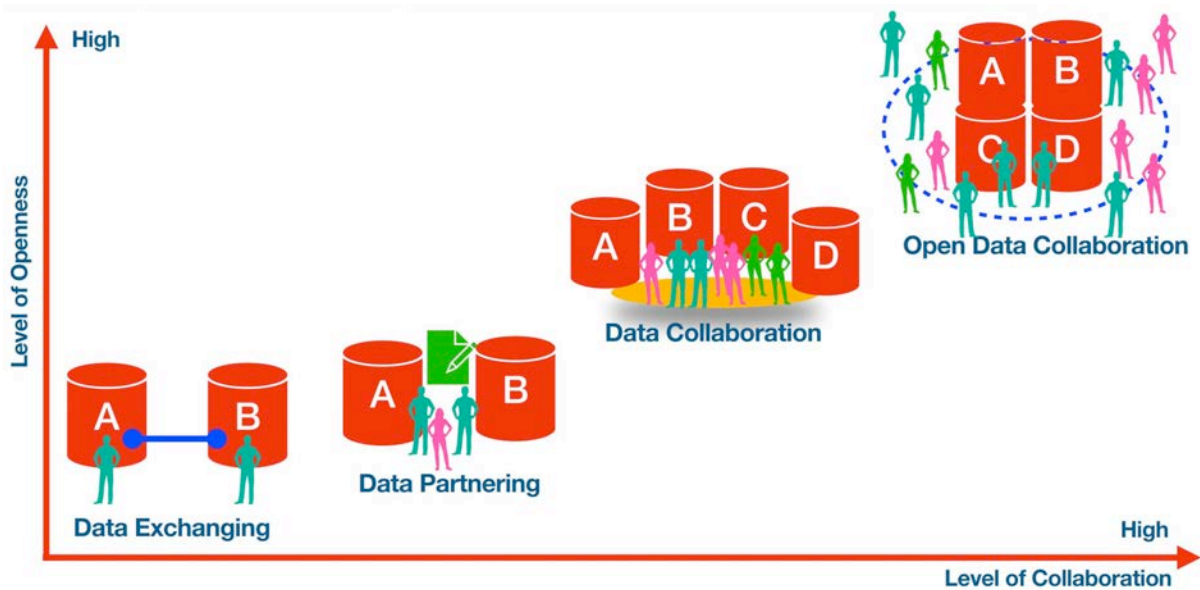 High
Level of Openness
A B
Data Exchanging
A B
Data Partnering
A B C D
Data Collaboration
A B
C D
Open Data Collaboration
High
Level of Collaboration